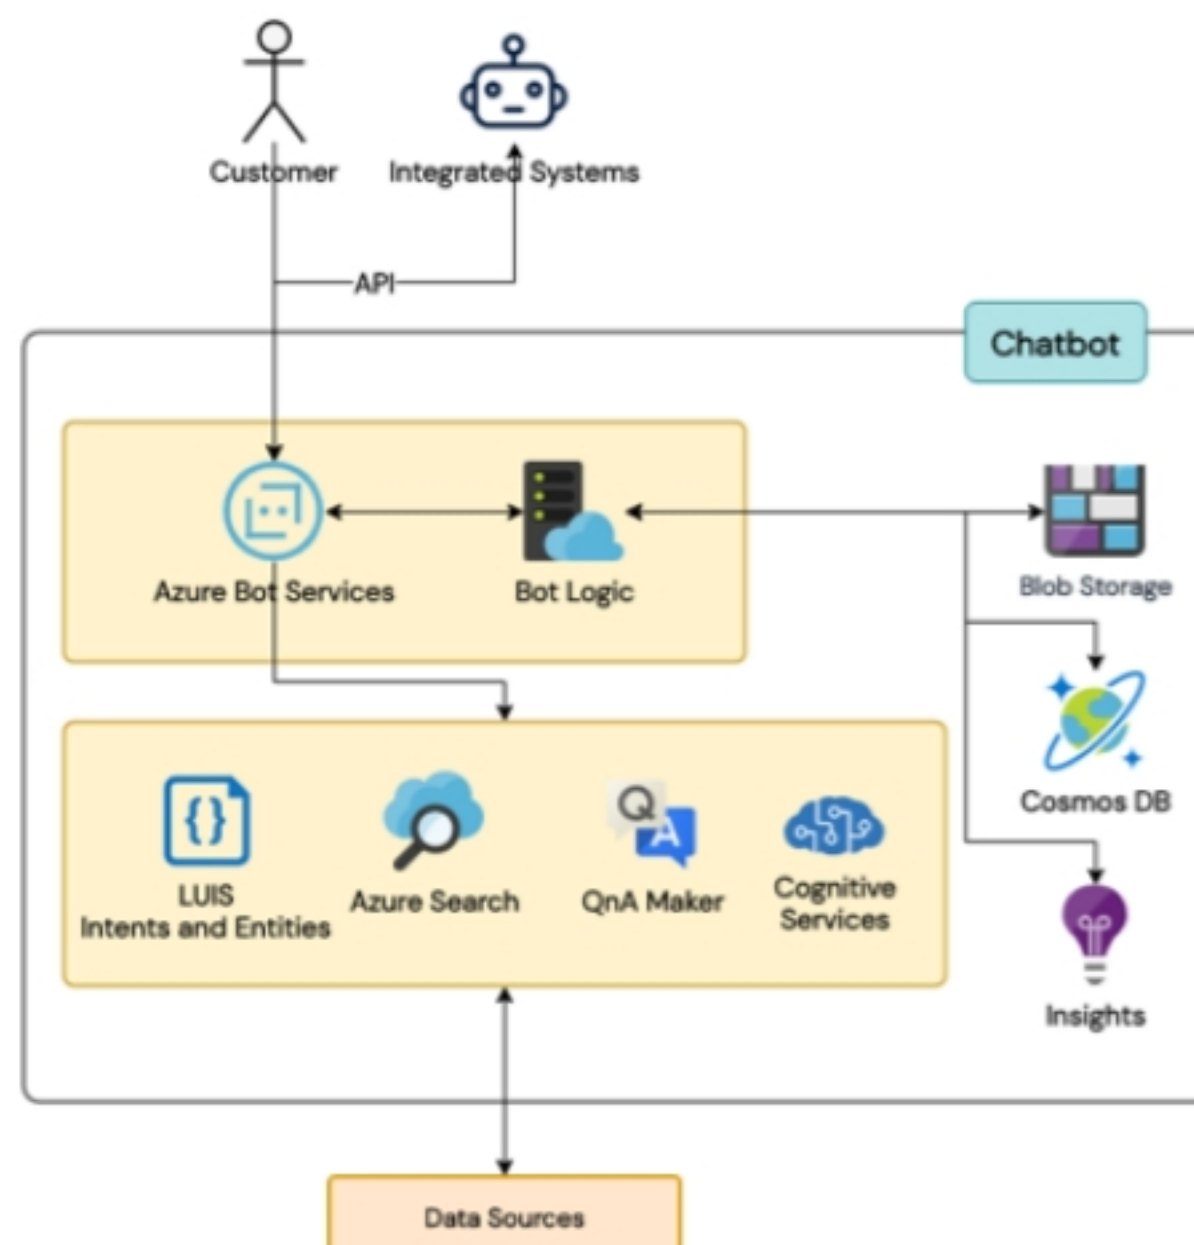 Customer
Integrated Systems
API
Chatbot
Azure Bot Services
Bot Logic
Blob Storage
Cosmos DB
LUIS
Intents and Entities
Azure Search
Q
A
QnA Maker
Cognitive
Services
Insights
Data Sources